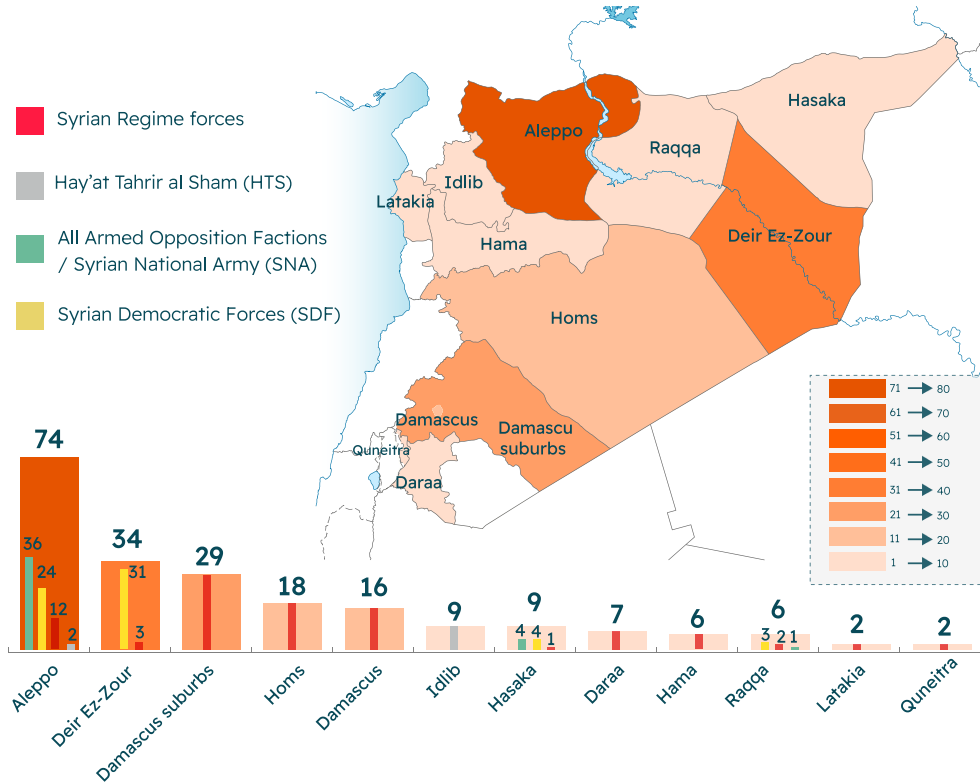 Syrian Regime forces
Hay'at Tahrir al Sham (HTS)
All Armed Opposition Factions
/ Syrian National Army (SNA)
Syrian Democratic Forces (SDF)
Hasaka
Aleppo
Raqqa
Idlib
Latakia
Deir Ez-Zour
Hama
Homs
Damascus
Damascu
suburbs
Quneitra
Daraa
71 80
61 70
51 60
41 50
31 40
21 30
11 20
1 10
74
36
24
12
2
34
31
3
29
18
16
9
9
4 4 1
7
6
6
3 2 1
2
2
Aleppo
Deir Ez-Zour
Damascus suburbs
Homs
Damascus
Idlib
Hasaka
Daraa
Hama
Raqqa
Latakia
Quneitra